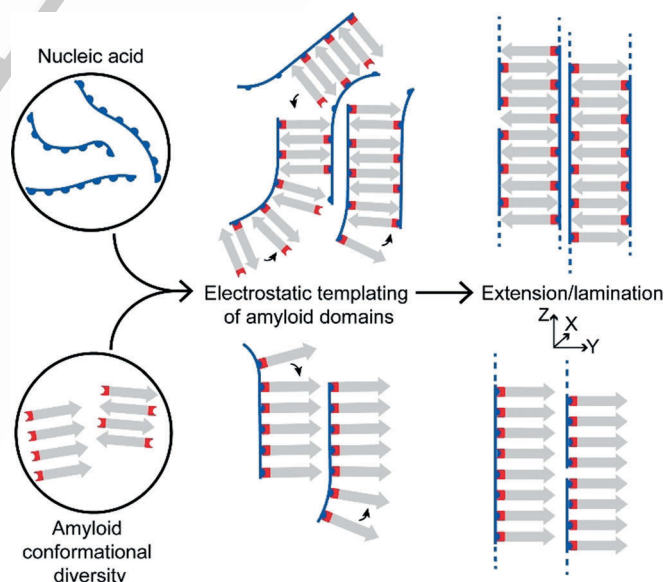 Nucleic acid
Electrostatic templating
of amyloid domains
Extension/lamination
Z
X
Y
Amyloid
conformational
diversity